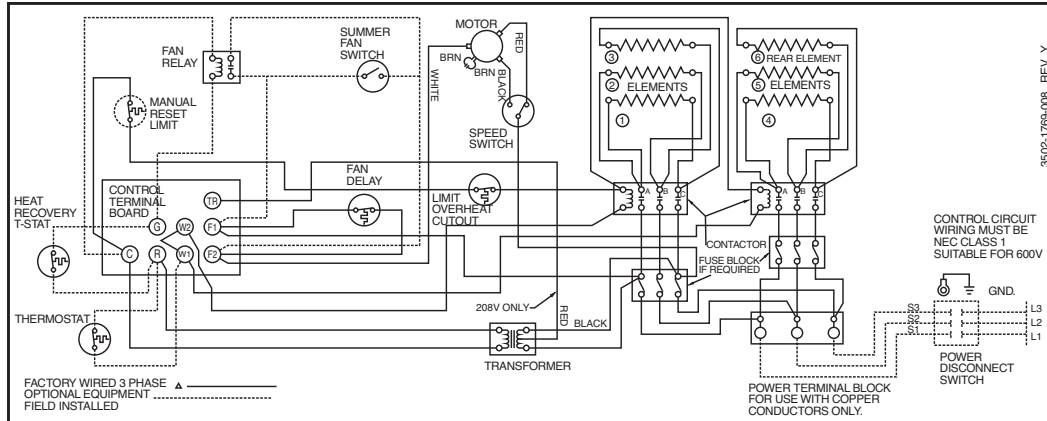 FAN
RELAY
SUMMER
FAN
SWITCH
MOTOR
BRN
BRN
RED
BLACK
WHITE
SPEED
SWITCH
MANUAL
RESET
LIMIT
HEAT
RECOVERY
T-STAT
CONTROL
TERMINAL
BOARD
TR
G
W2
F1
C
R
W1
F2
FAN
DELAY
LIMIT
OVERHEAT
CUTOUT
3
2
ELEMENTS
1
6
REAR ELEMENT
5
ELEMENTS
4
A
B
C
A
B
C
CONTACTOR
FUSE BLOCK
IF REQUIRED
208V ONLY
RED
BLACK
TRANSFORMER
THERMOSTAT
FACTORY WIRED 3 PHASE
OPTIONAL EQUIPMENT
FIELD INSTALLED
POWER TERMINAL BLOCK
FOR USE WITH COPPER
CONDUCTORS ONLY.
CONTROL CIRCUIT
WIRING MUST BE
NEC CLASS 1
SUITABLE FOR 600V
GND.
S3
S2
S1
L3
L2
L1
POWER
DISCONNECT
SWITCH
3502-1769-008 REV. Y